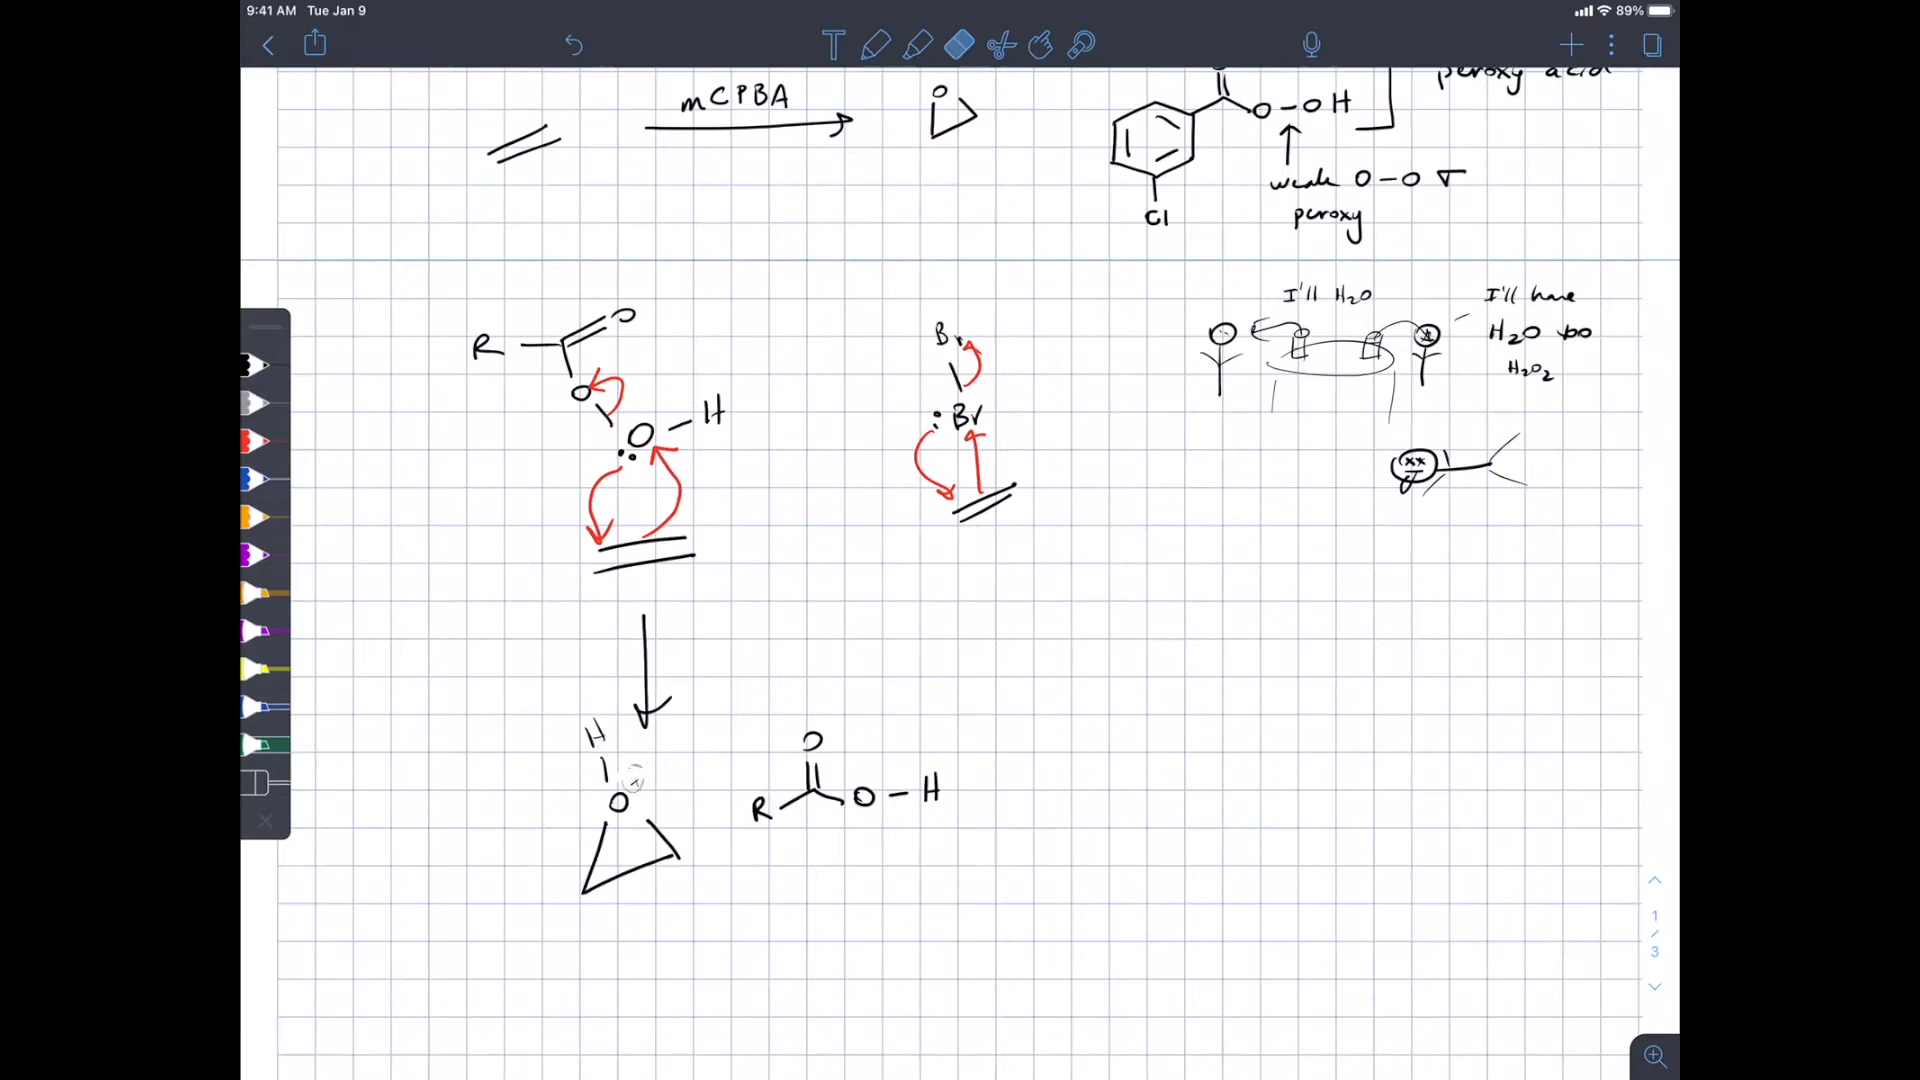 9:41 AM Tue Jan 9
89%
T
mCPBA
O
O-OH
peroxy acid
weak O-O σ
peroxy
Cl
I'll H2O
I'll have
H2O too
H2O2
R
O
O
O - H
Br
:Br
xx
H
O
+
O
R
O - H
1
/
3